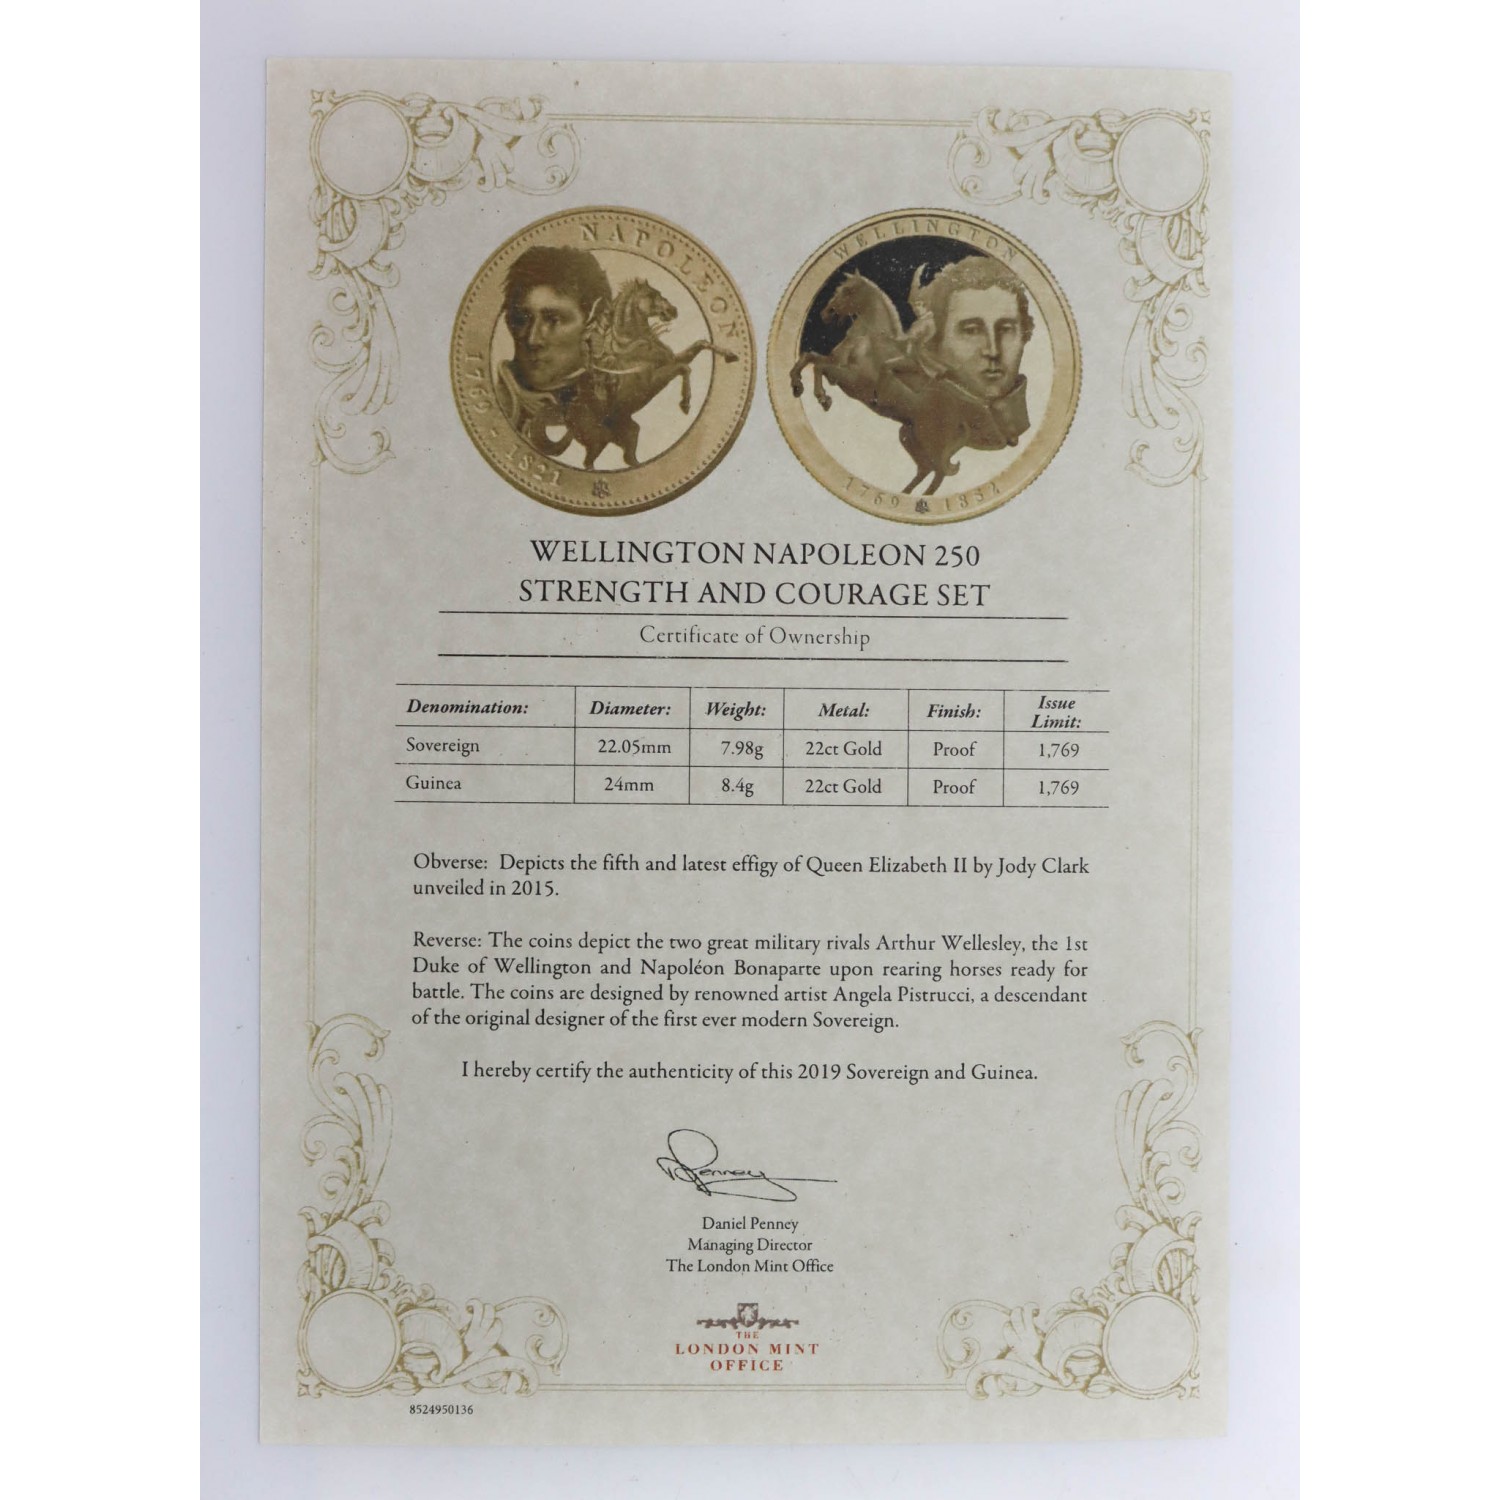 NAPOLEON
1769 - 1821
WELLINGTON
1769 1852
WELLINGTON NAPOLEON 250
STRENGTH AND COURAGE SET
Certificate of Ownership
Denomination: Diameter: Weight: Metal: Finish: Issue Limit:
Sovereign 22.05mm 7.98g 22ct Gold Proof 1,769
Guinea 24mm 8.4g 22ct Gold Proof 1,769
Obverse: Depicts the fifth and latest effigy of Queen Elizabeth II by Jody Clark
unveiled in 2015.
Reverse: The coins depict the two great military rivals Arthur Wellesley, the 1st
Duke of Wellington and Napoléon Bonaparte upon rearing horses ready for
battle. The coins are designed by renowned artist Angela Pistrucci, a descendant
of the original designer of the first ever modern Sovereign.
I hereby certify the authenticity of this 2019 Sovereign and Guinea.
DPenney
Daniel Penney
Managing Director
The London Mint Office
THE
LONDON MINT
OFFICE
8524950136